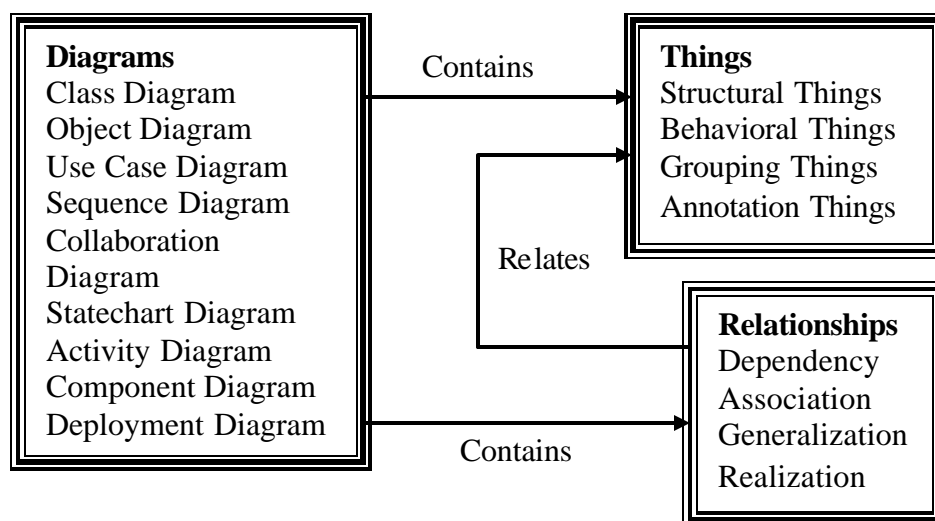 Diagrams
Class Diagram
Object Diagram
Use Case Diagram
Sequence Diagram
Collaboration
Diagram
Statechart Diagram
Activity Diagram
Component Diagram
Deployment Diagram
Contains
Things
Structural Things
Behavioral Things
Grouping Things
Annotation Things
Relates
Relationships
Dependency
Association
Generalization
Realization
Contains